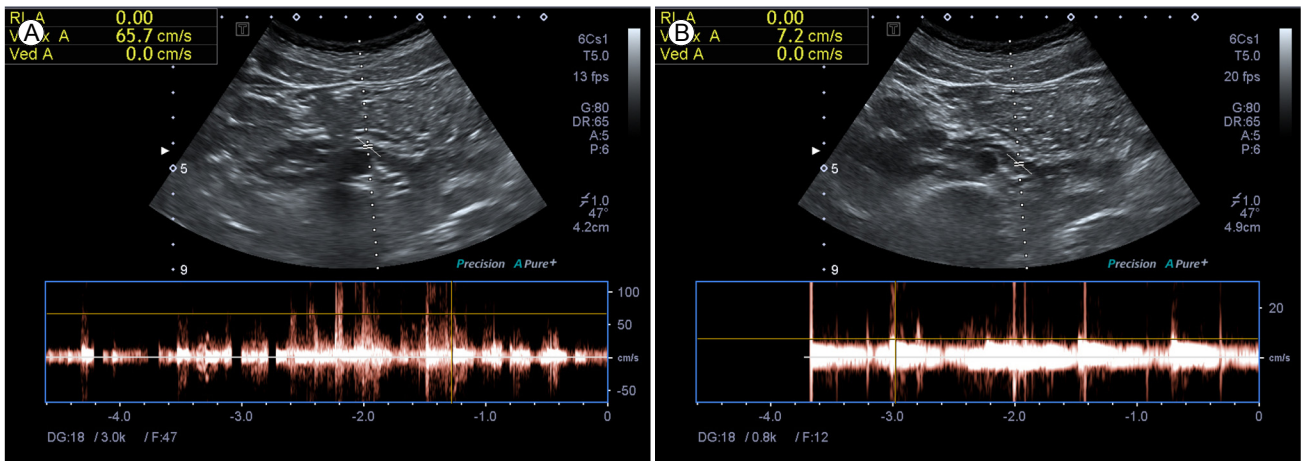 A
RI A 0.00
V x A 65.7 cm/s
Ved A 0.0 cm/s
T
6Cs1
T5.0
13 fps
G:80
DR:65
A:5
P:6
1.0
47°
4.2cm
5
9
Precision A Pure+
100
50
cm/s
-50
-4.0 -3.0 -2.0 -1.0 0
DG:18 / 3.0k / F:47
B
RI A 0.00
V x A 7.2 cm/s
Ved A 0.0 cm/s
T
6Cs1
T5.0
20 fps
G:80
DR:65
A:5
P:6
1.0
47°
4.9cm
5
9
Precision A Pure+
20
cm/s
-4.0 -3.0 -2.0 -1.0 0
DG:18 / 0.8k / F:12